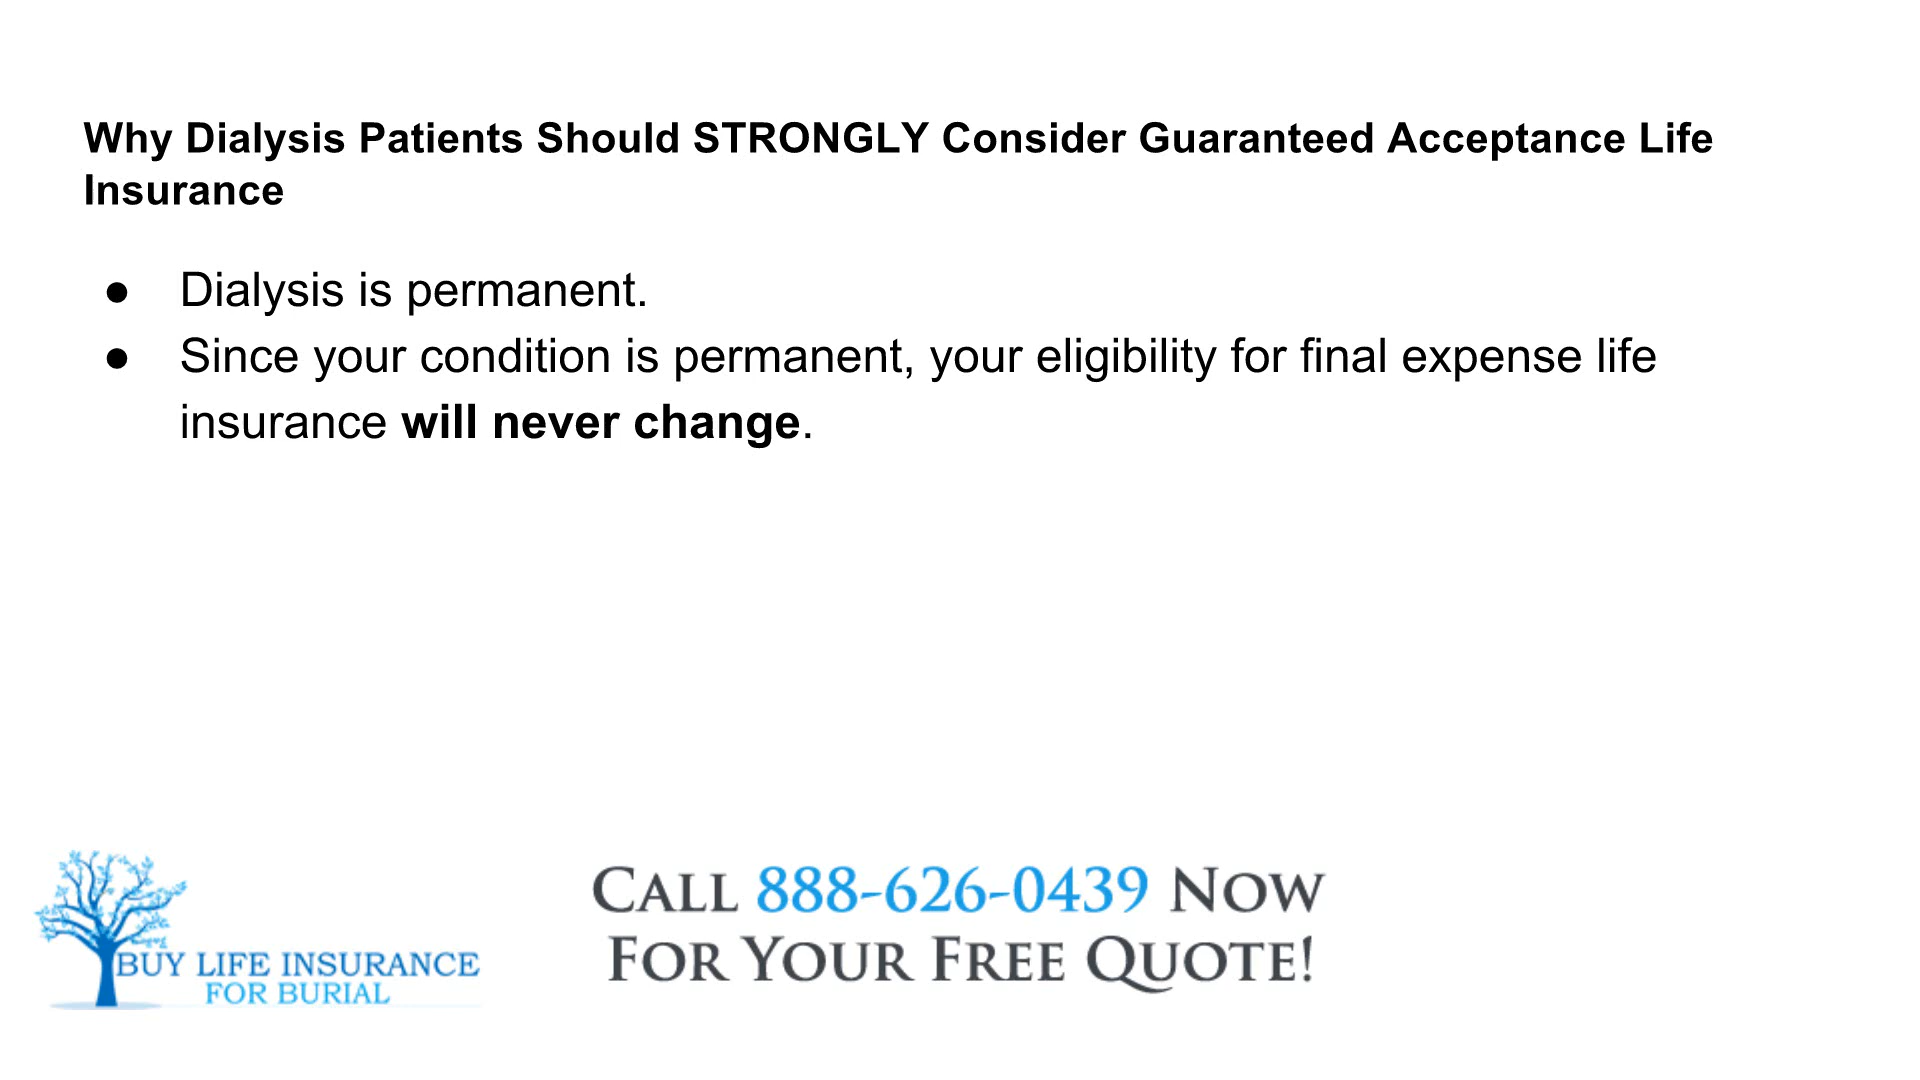 Why Dialysis Patients Should STRONGLY Consider Guaranteed Acceptance Life
Insurance
● Dialysis is permanent.
● Since your condition is permanent, your eligibility for final expense life
insurance will never change.
BUY LIFE INSURANCE
FOR BURIAL
CALL 888-626-0439 NOW
FOR YOUR FREE QUOTE!